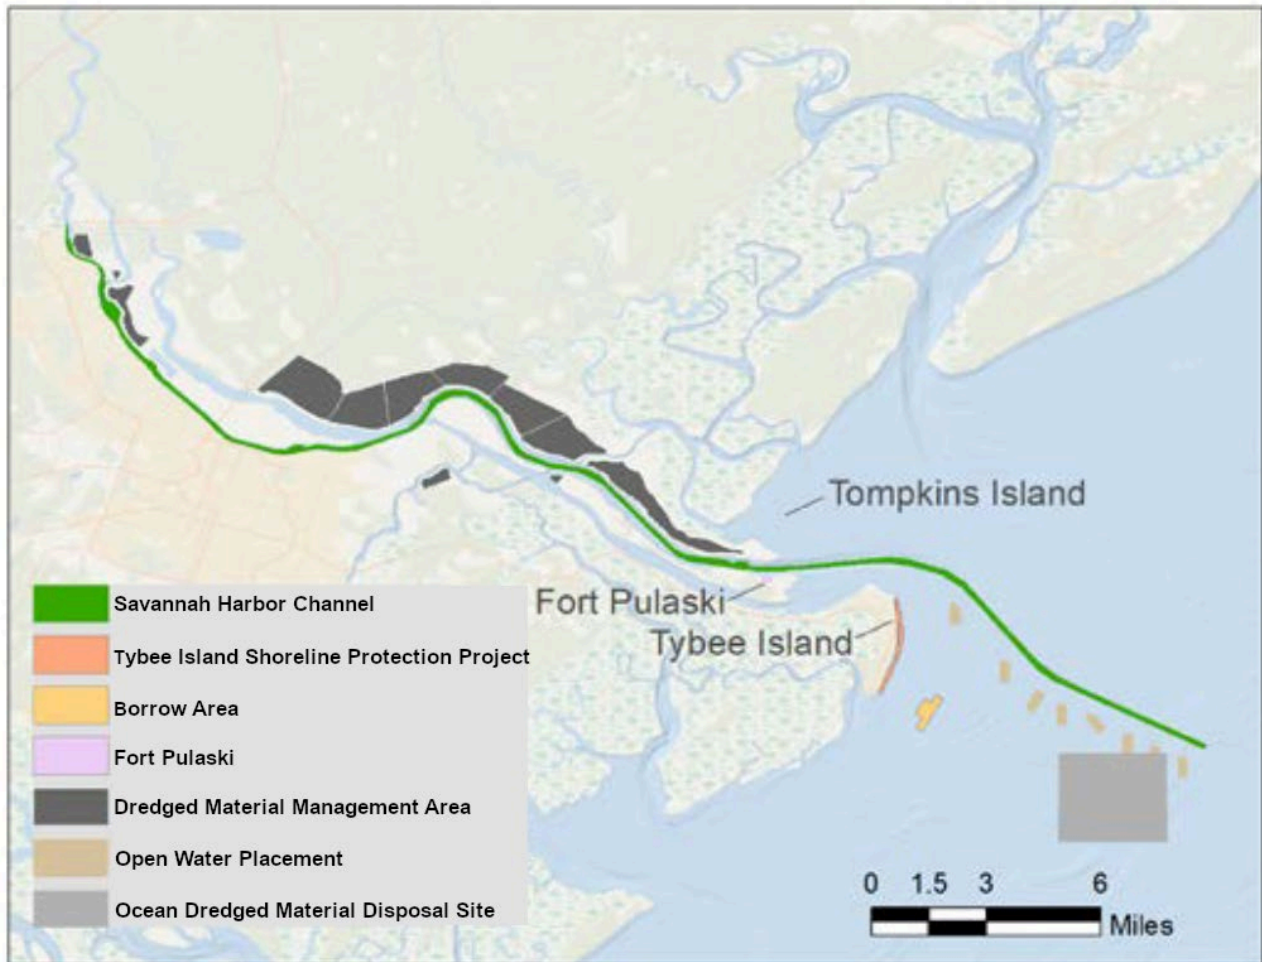 Tompkins Island
Fort Pulaski
Tybee Island
Savannah Harbor Channel
Tybee Island Shoreline Protection Project
Borrow Area
Fort Pulaski
Dredged Material Management Area
Open Water Placement
Ocean Dredged Material Disposal Site
0 1.5 3 6
Miles